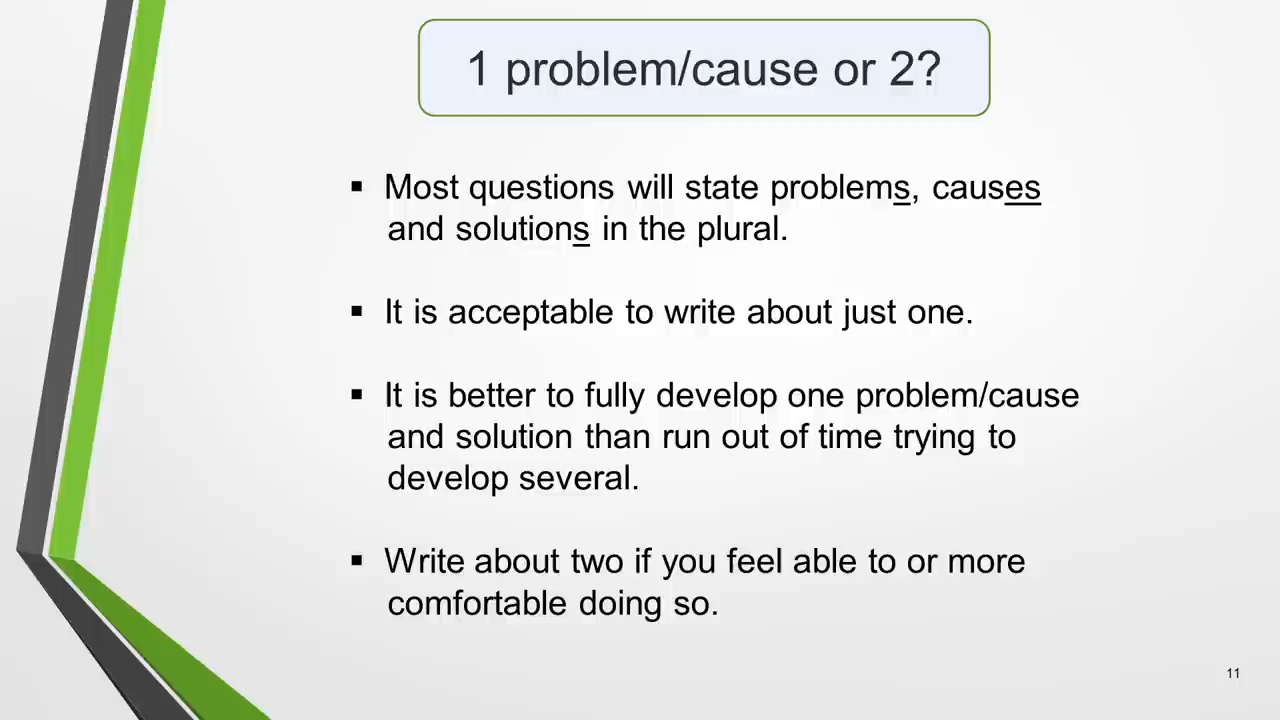 1 problem/cause or 2?
▪ Most questions will state problems, causes
and solutions in the plural.
▪ It is acceptable to write about just one.
▪ It is better to fully develop one problem/cause
and solution than run out of time trying to
develop several.
▪ Write about two if you feel able to or more
comfortable doing so.
11